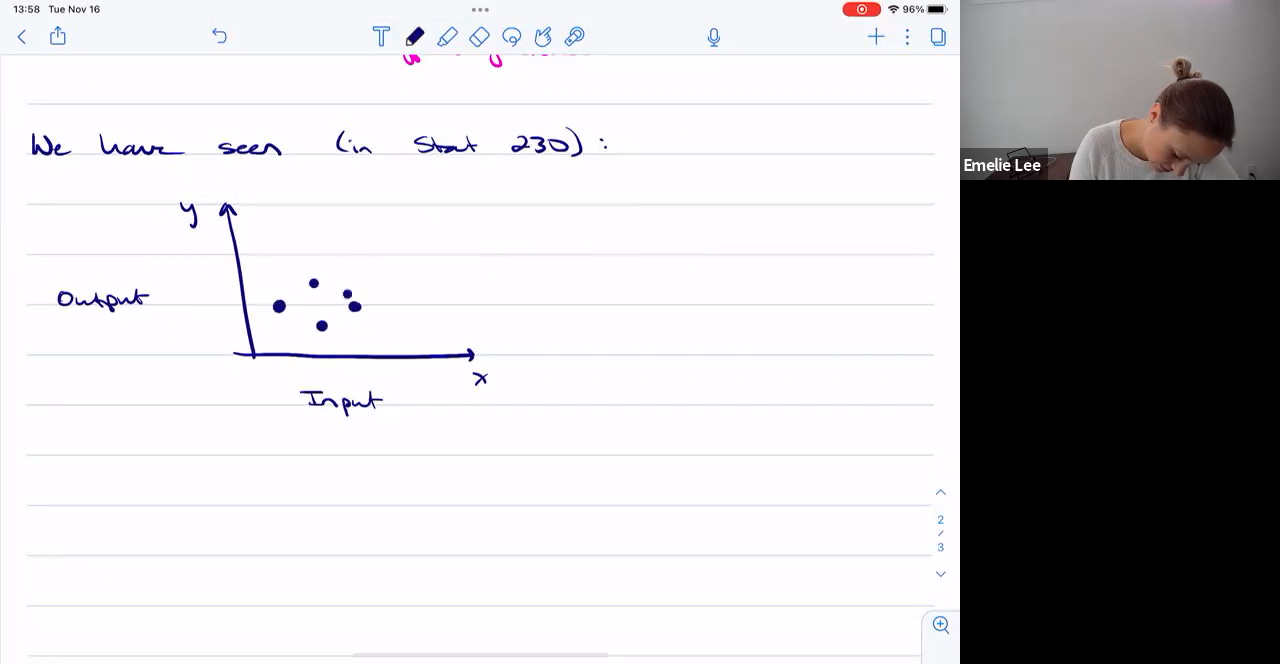 13:58 Tue Nov 16
96%
We have seen (in Stat 230):
y
Output
x
Input
Emelie Lee
2
/
3